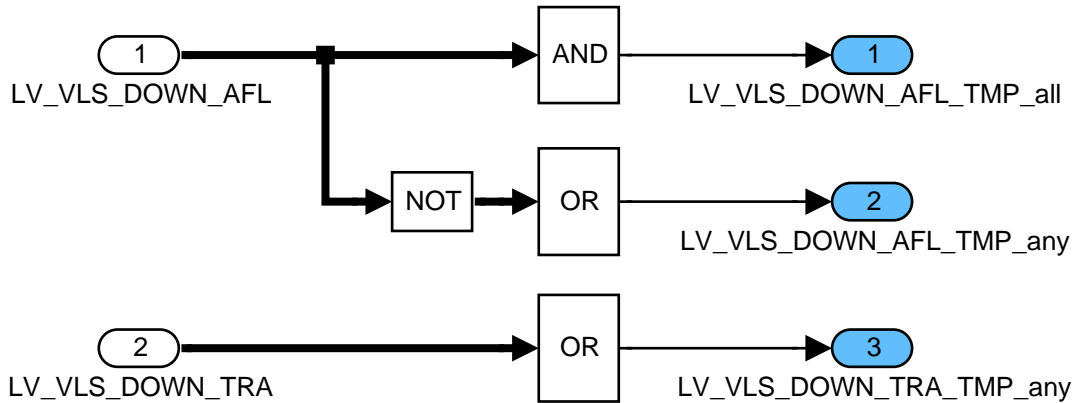 1
AND
1
LV_VLS_DOWN_AFL
LV_VLS_DOWN_AFL_TMP_all
NOT
OR
2
LV_VLS_DOWN_AFL_TMP_any
2
OR
3
LV_VLS_DOWN_TRA
LV_VLS_DOWN_TRA_TMP_any